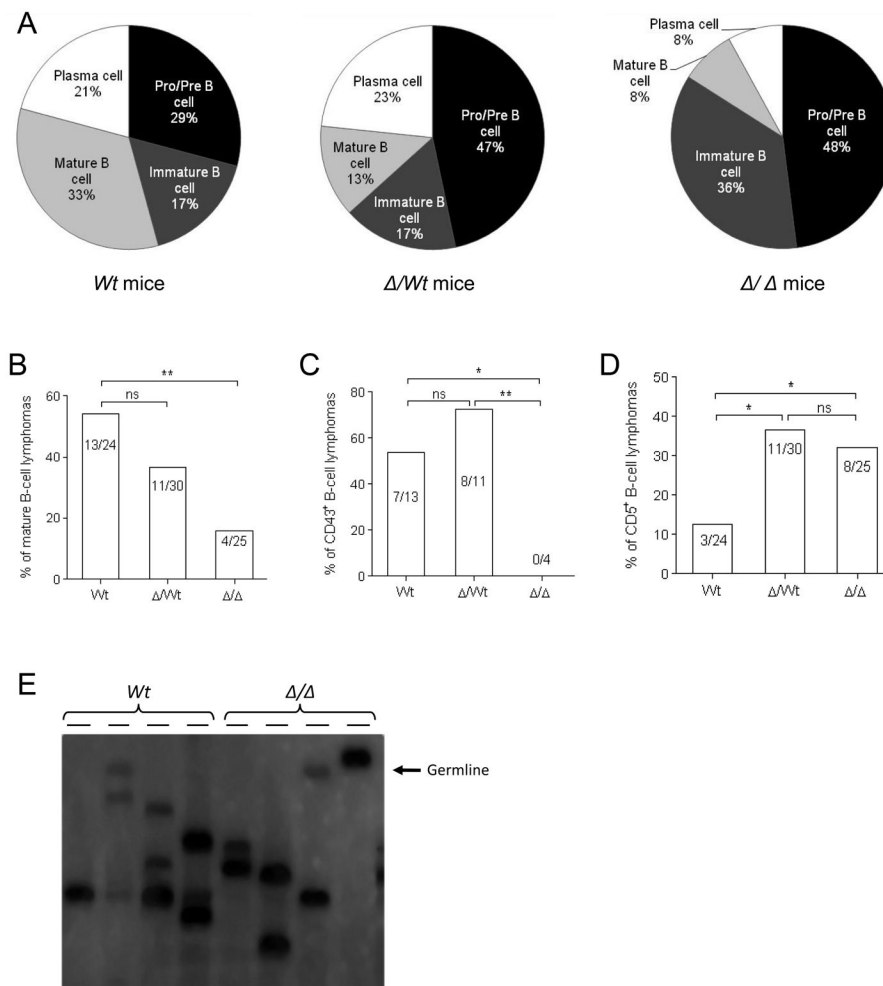 A
Plasma cell
21%
Pro/Pre B
cell
29%
Mature B
cell
33%
Immature B
cell
17%
Wt mice
Plasma cell
23%
Pro/Pre B
cell
47%
Mature B
cell
13%
Immature B
cell
17%
Δ/Wt mice
Plasma cell
8%
Mature B
cell
8%
Pro/Pre B
cell
48%
Immature B
cell
36%
Δ/ Δ mice
B
% of mature B-cell lymphomas
60
40
20
0
**
ns
13/24
11/30
4/25
Wt
Δ/Wt
Δ/Δ
C
% of CD43+ B-cell lymphomas
80
60
40
20
0
*
ns
**
7/13
8/11
0/4
Wt
Δ/Wt
Δ/Δ
D
% of CD5+ B-cell lymphomas
50
40
30
20
10
0
*
*
ns
3/24
11/30
8/25
Wt
Δ/Wt
Δ/Δ
E
Wt
Δ/Δ
Germline